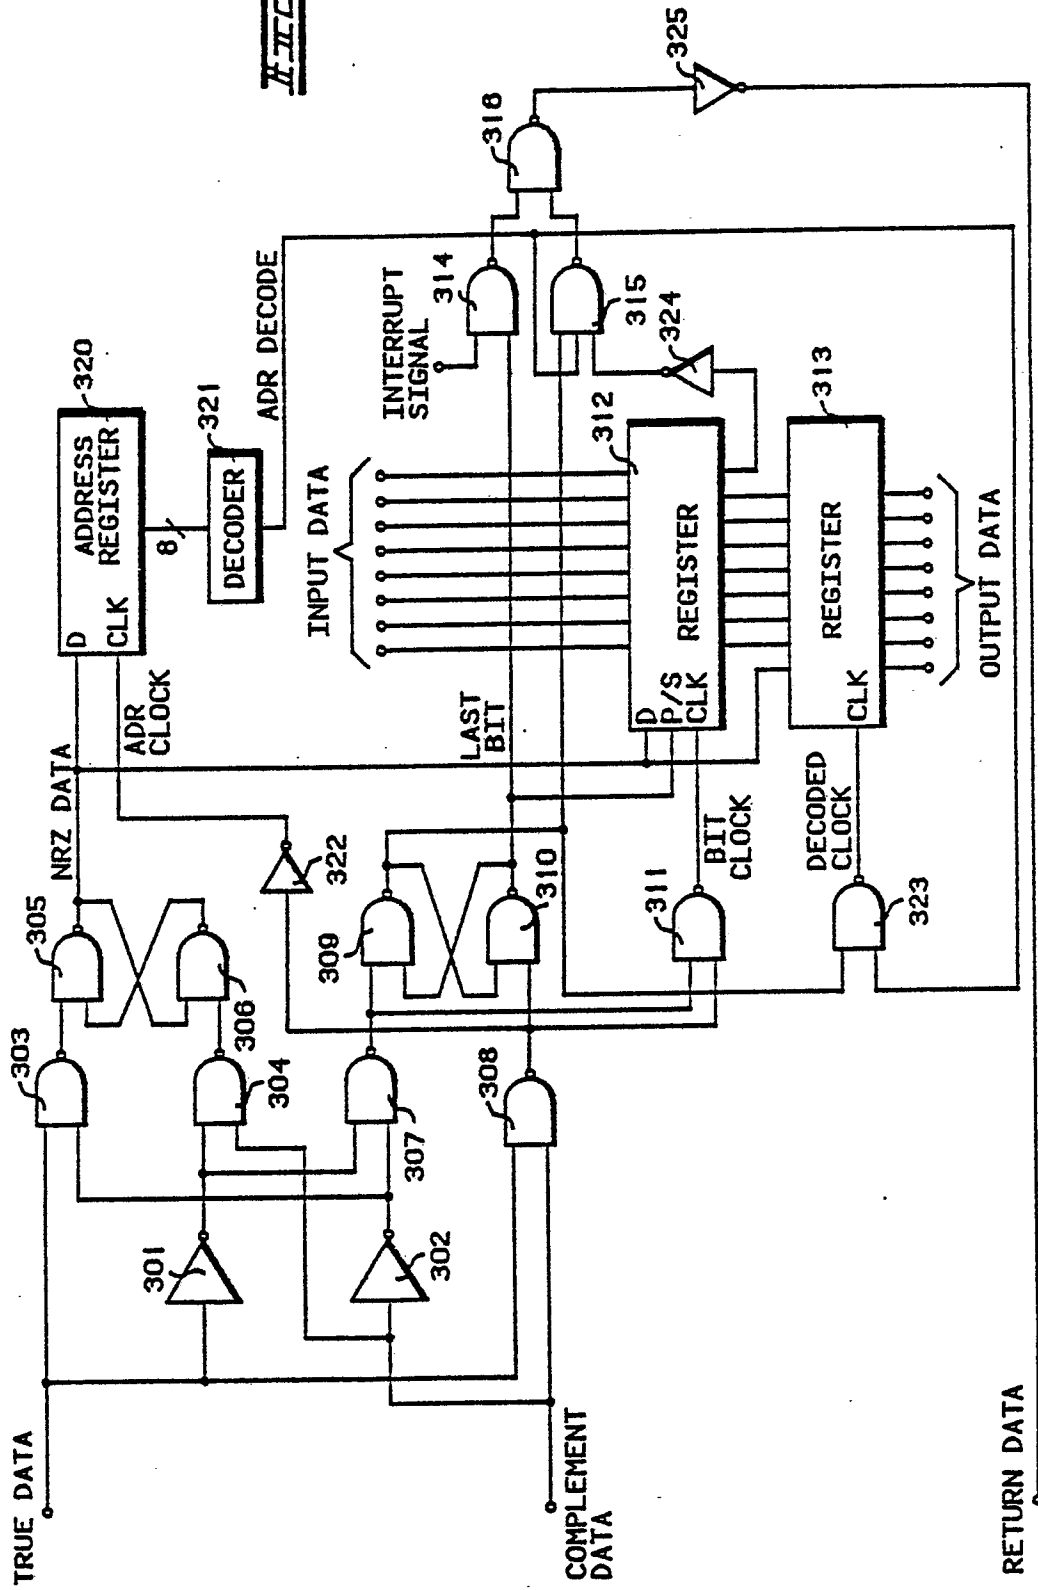 TRUE DATA
COMPLEMENT
DATA
RETURN DATA
301
302
303
304
305
306
307
308
309
310
311
322
323
NRZ DATA
ADR
CLOCK
LAST
BIT
BIT
CLOCK
DECODED
CLOCK
D
CLK
ADDRESS
REGISTER
320
8
DECODER
321
ADR DECODE
INPUT DATA
D
P/S
CLK
REGISTER
312
CLK
REGISTER
313
OUTPUT DATA
INTERRUPT
SIGNAL
314
315
324
316
325